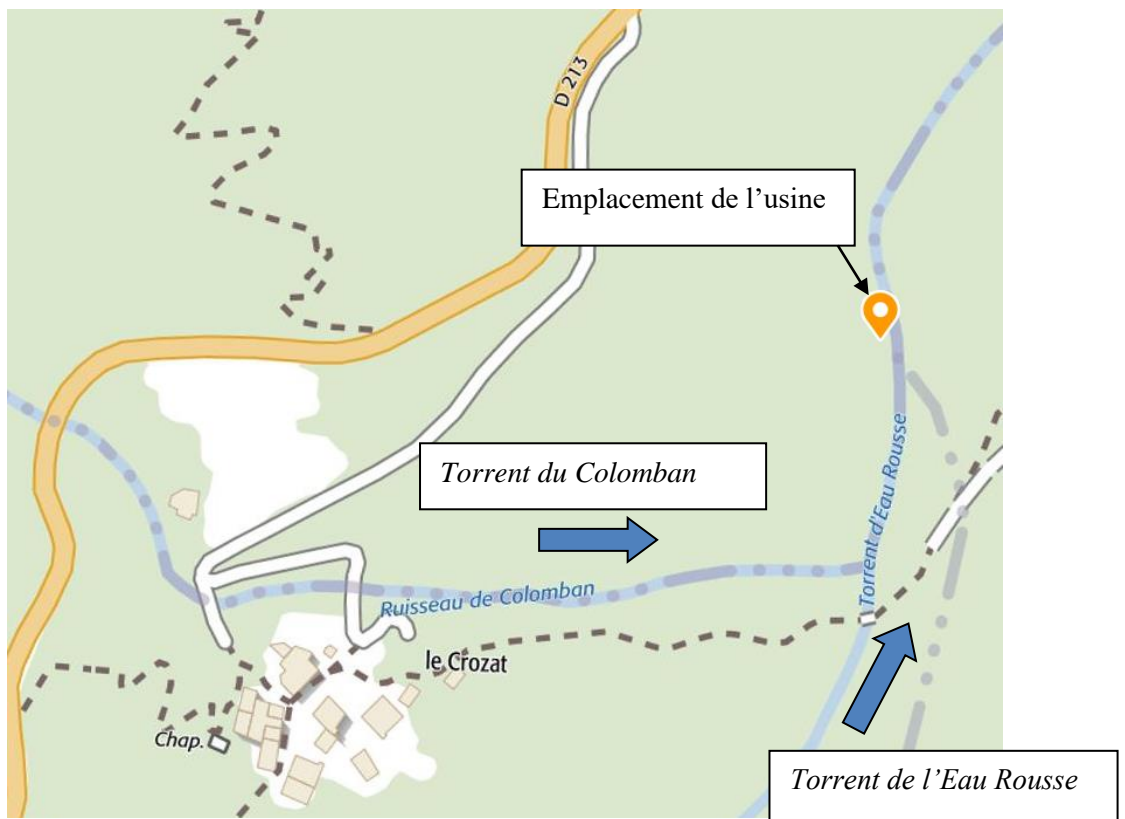 D 213
Emplacement de l’usine
Torrent du Colomban
Torrent d'Eau Rousse
Ruisseau de Colomban
le Crozat
Chap.
Torrent de l’Eau Rousse